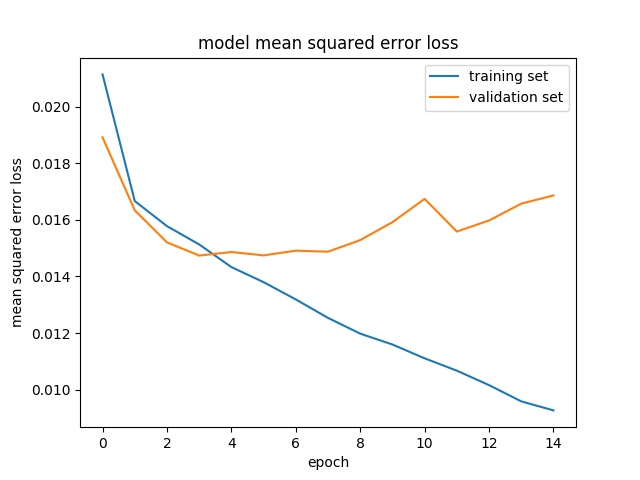 model mean squared error loss
training set
validation set
mean squared error loss
0.020
0.018
0.016
0.014
0.012
0.010
0 2 4 6 8 10 12 14
epoch